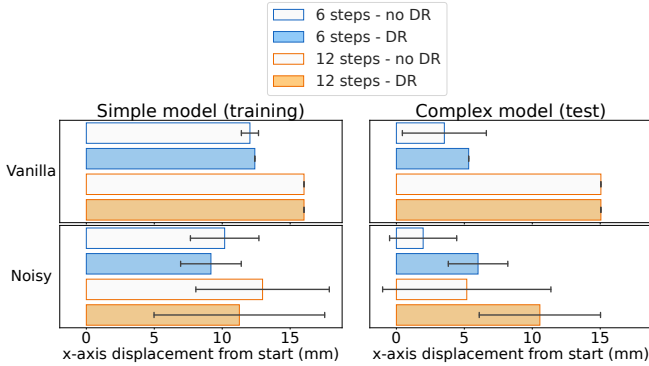 6 steps - no DR
6 steps - DR
12 steps - no DR
12 steps - DR
Simple model (training)
Complex model (test)
Vanilla
Noisy
0 5 10 15
0 5 10 15
x-axis displacement from start (mm)
x-axis displacement from start (mm)